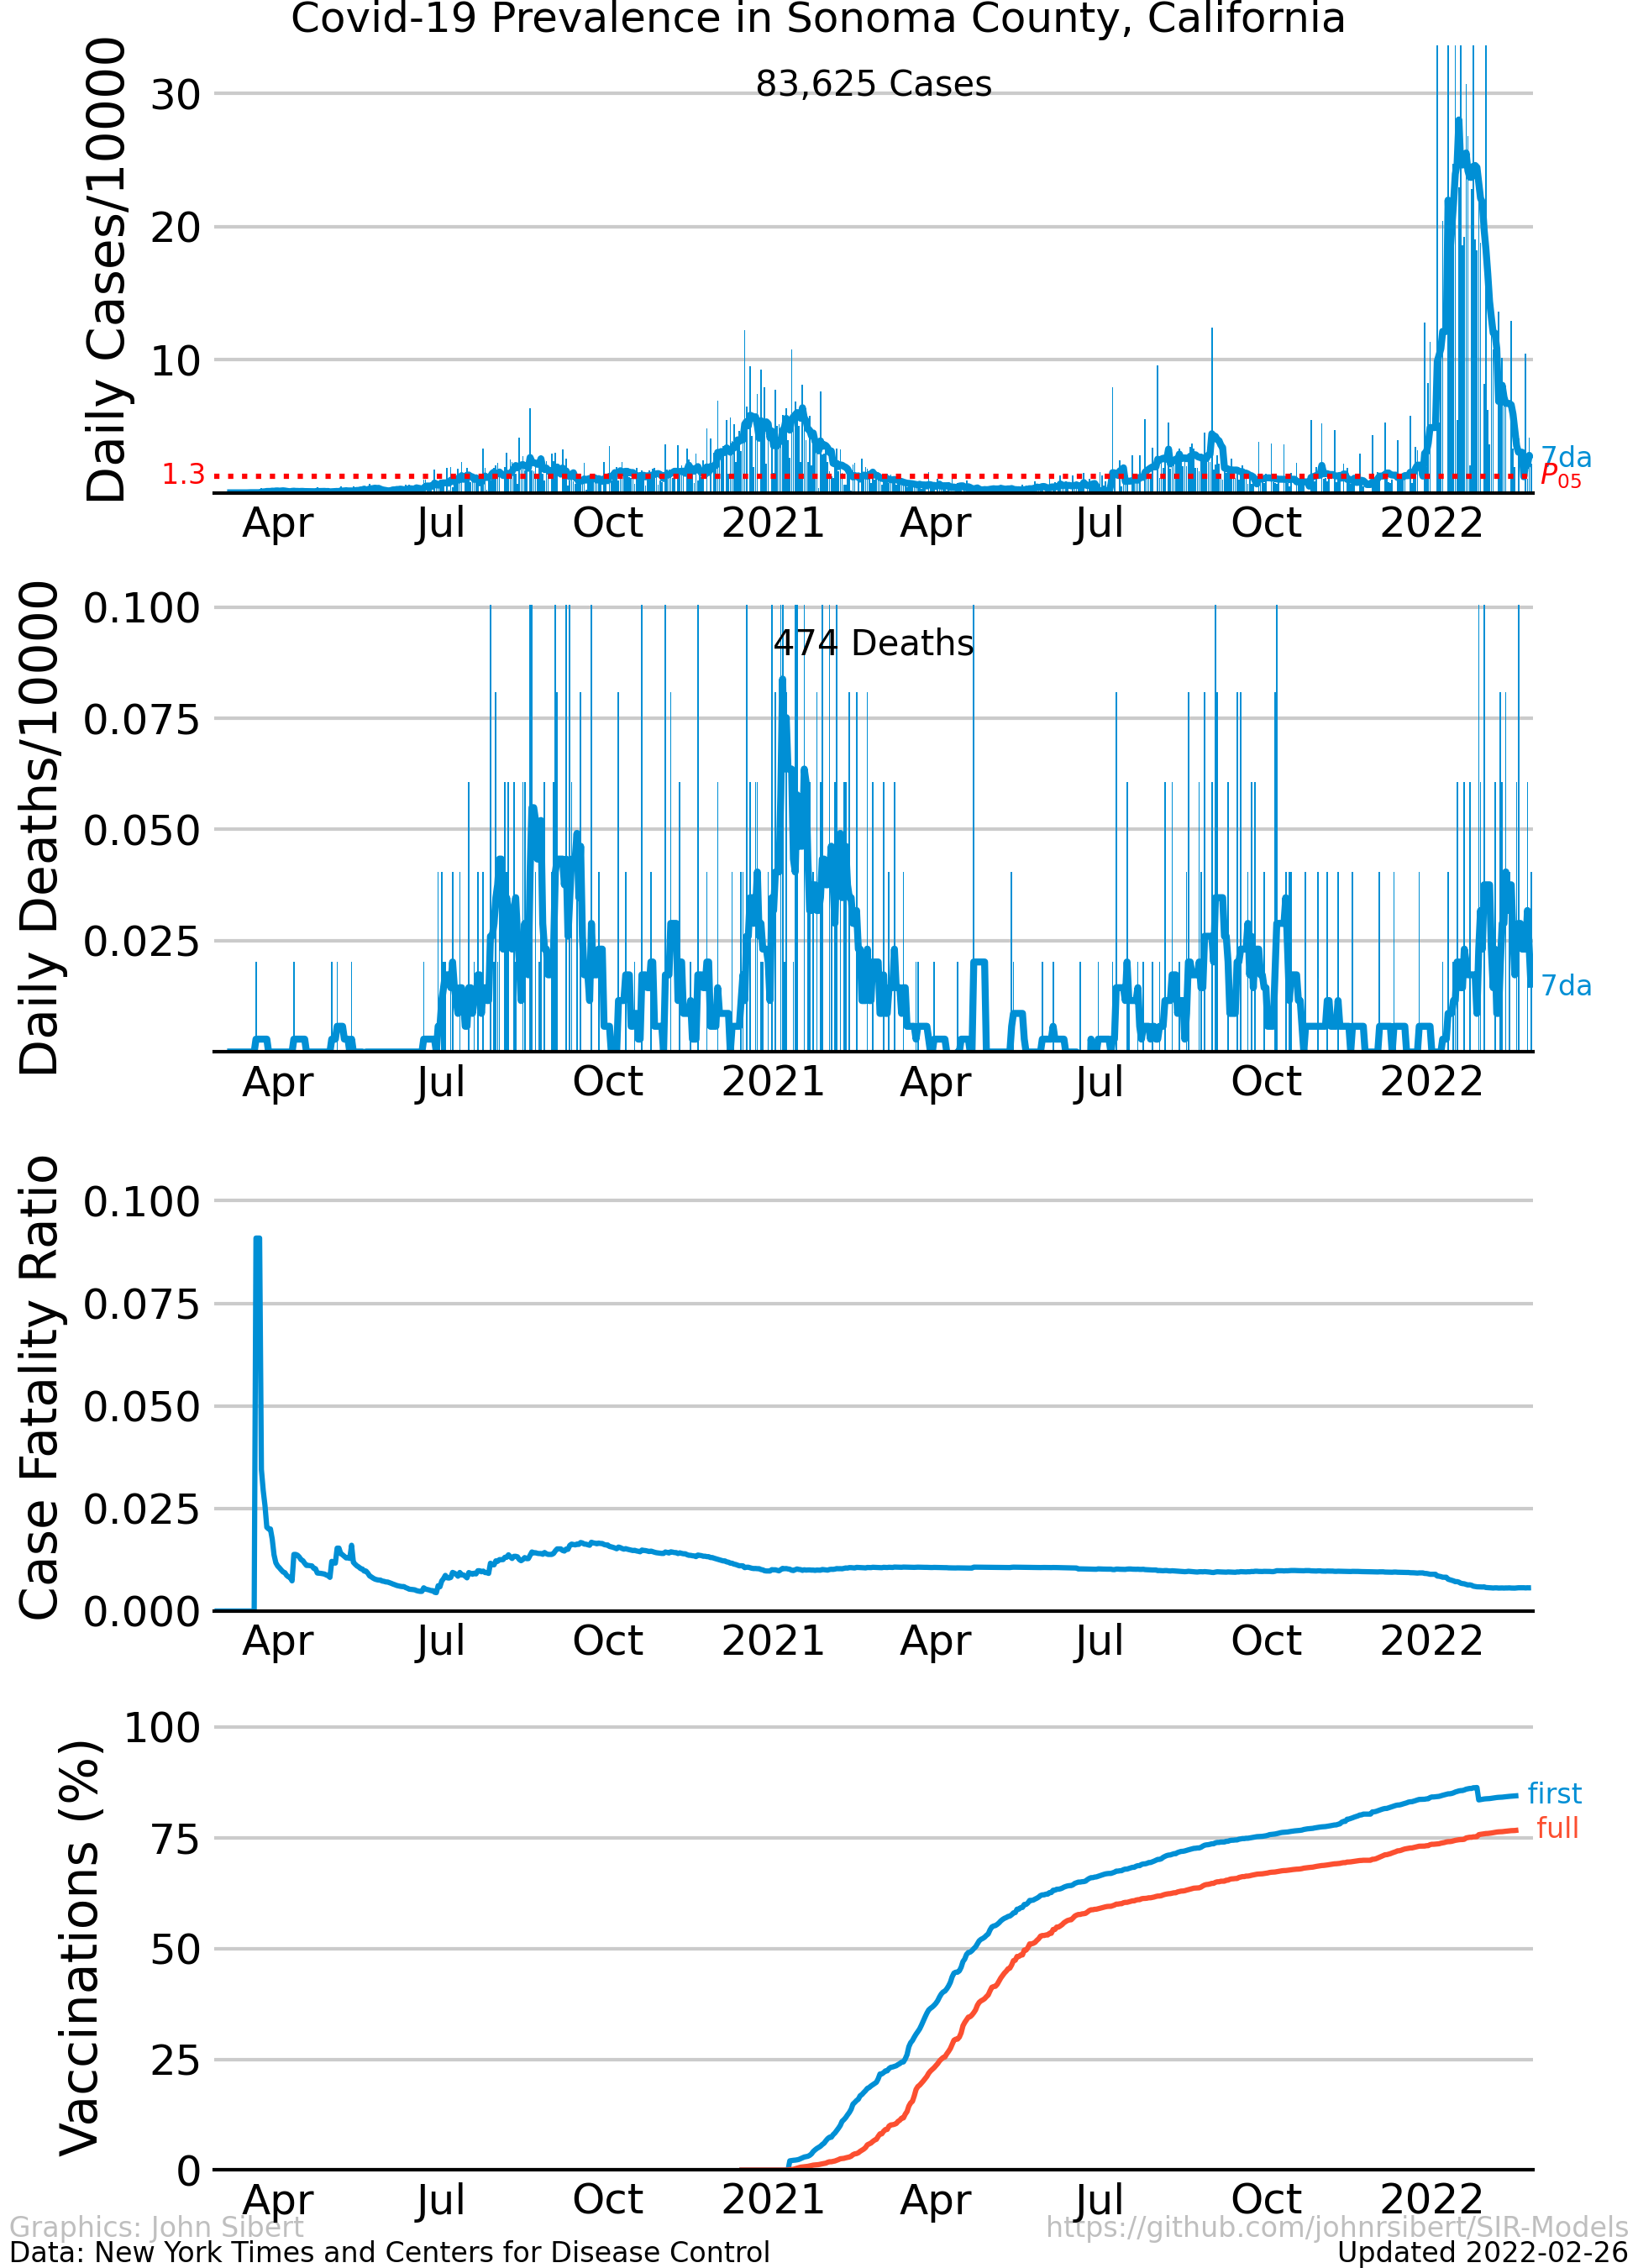 Covid-19 Prevalence in Sonoma County, California
83,625 Cases
Daily Cases/10000
30
20
10
1.3
7da
P05
Apr Jul Oct 2021 Apr Jul Oct 2022
474 Deaths
Daily Deaths/10000
0.100
0.075
0.050
0.025
7da
Apr Jul Oct 2021 Apr Jul Oct 2022
Case Fatality Ratio
0.100
0.075
0.050
0.025
0.000
Apr Jul Oct 2021 Apr Jul Oct 2022
Vaccinations (%)
100
75
50
25
0
first
full
Apr Jul Oct 2021 Apr Jul Oct 2022
Graphics: John Sibert
https://github.com/johnrsibert/SIR-Models
Data: New York Times and Centers for Disease Control
Updated 2022-02-26